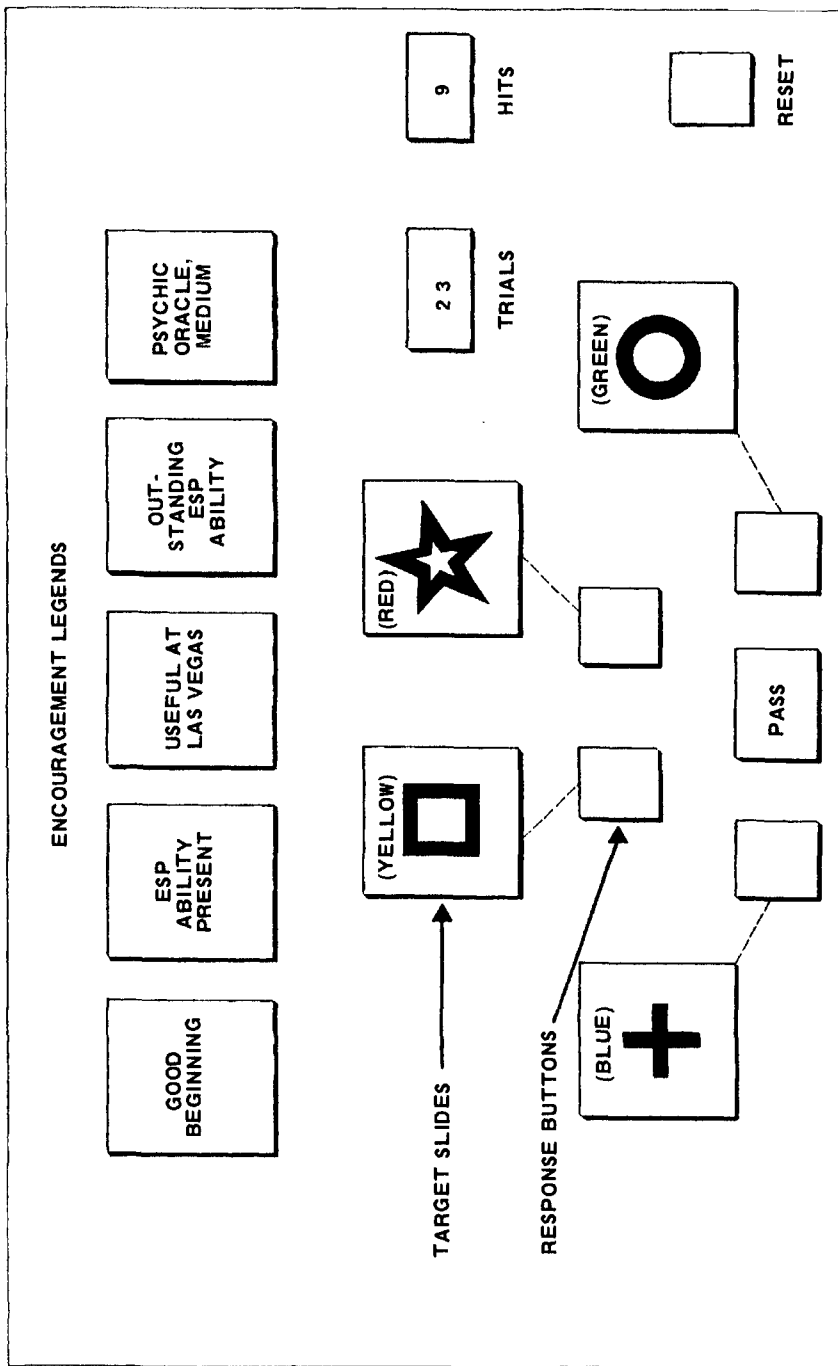 ENCOURAGEMENT LEGENDS
GOOD
BEGINNING
ESP
ABILITY
PRESENT
USEFUL AT
LAS VEGAS
OUT-
STANDING
ESP
ABILITY
PSYCHIC
ORACLE,
MEDIUM
TARGET SLIDES
(YELLOW)
(RED)
2 3
TRIALS
9
HITS
RESPONSE BUTTONS
(BLUE)
PASS
(GREEN)
RESET